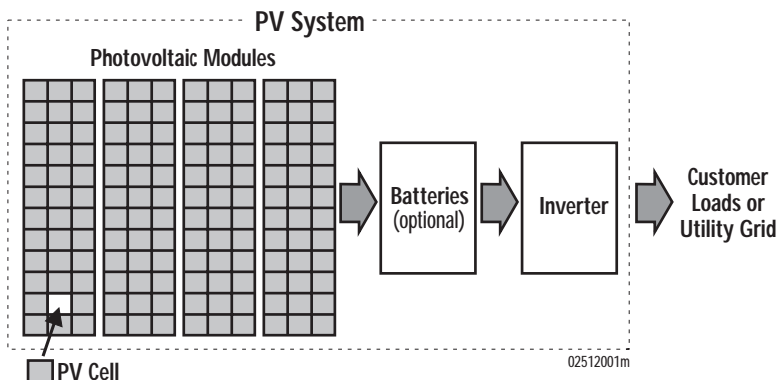 PV System
Photovoltaic Modules
Batteries
(optional)
Inverter
Customer
Loads or
Utility Grid
02512001m
PV Cell